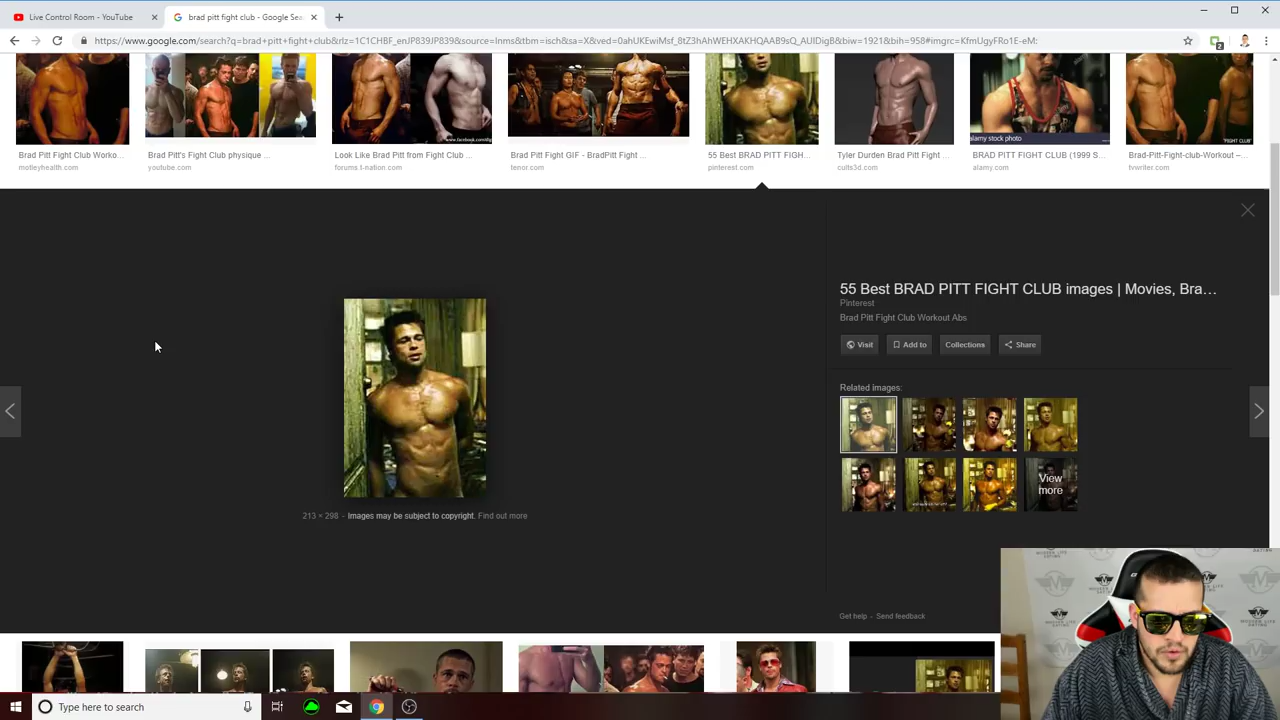 Live Control Room - YouTube
brad pitt fight club - Google Sea
https://www.google.com/search?q=brad+pitt+fight+club&rlz=1C1CHBF_enJP839JP839&source=lnms&tbm=isch&sa=X&ved=0ahUKEwiMsf_8tZ3hAhWEHXAKHQAAB9sQ_AUIDigB&biw=1921&bih=958#imgrc=KfmUgyFRo1E-eM:
Brad Pitt Fight Club Worko...
Brad Pitt's Fight Club physique ...
Look Like Brad Pitt from Fight Club ...
Brad Pitt Fight GIF - BradPitt Fight ...
55 Best BRAD PITT FIGH...
Tyler Durden Brad Pitt Fight ...
BRAD PITT FIGHT CLUB (1999 S...
Brad-Pitt-Fight-club-Workout –...
motleyhealth.com
youtube.com
forums.t-nation.com
tenor.com
pinterest.com
cults3d.com
alamy.com
tvwriter.com
alamy stock photo
55 Best BRAD PITT FIGHT CLUB images | Movies, Bra...
Pinterest
Brad Pitt Fight Club Workout Abs
Visit
Add to
Collections
Share
Related images:
View
more
213 × 298 - Images may be subject to copyright. Find out more
Get help - Send feedback
MODERN LIFE
DATING
Type here to search